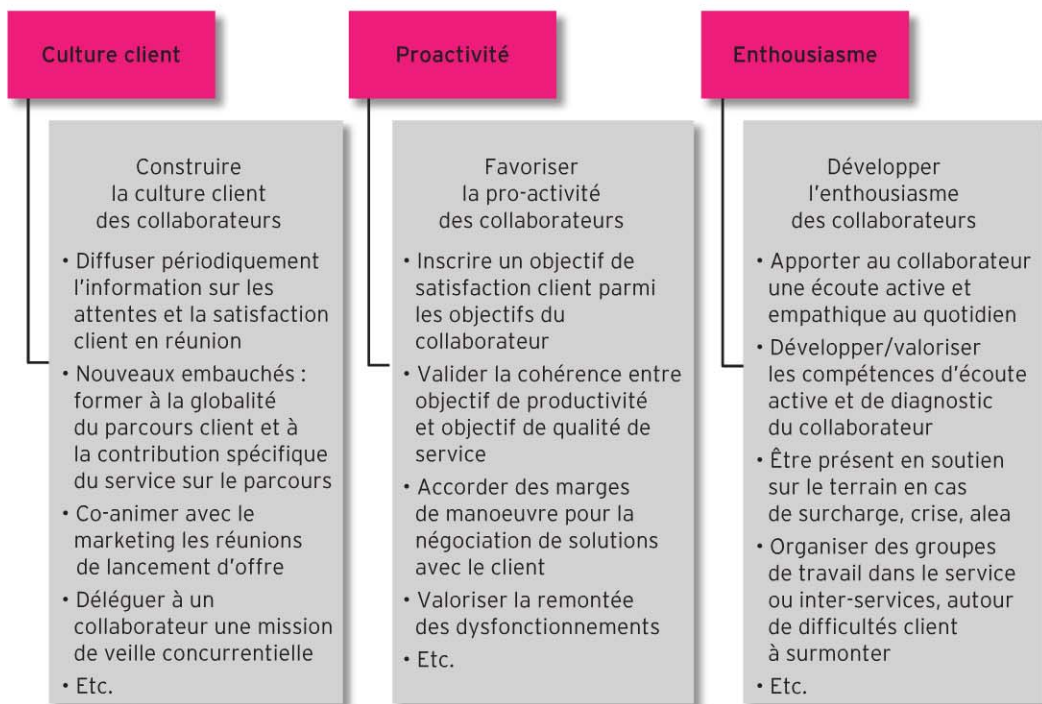 Culture client
Construire
la culture client
des collaborateurs
• Diffuser périodiquement
l'information sur les
attentes et la satisfaction
client en réunion
• Nouveaux embauchés :
former à la globalité
du parcours client et à
la contribution spécifique
du service sur le parcours
• Co-animer avec le
marketing les réunions
de lancement d'offre
• Déléguer à un
collaborateur une mission
de veille concurrentielle
• Etc.
Proactivité
Favoriser
la pro-activité
des collaborateurs
• Inscrire un objectif de
satisfaction client parmi
les objectifs du
collaborateur
• Valider la cohérence entre
objectif de productivité
et objectif de qualité de
service
• Accorder des marges
de manoeuvre pour la
négociation de solutions
avec le client
• Valoriser la remontée
des dysfonctionnements
• Etc.
Enthousiasme
Développer
l'enthousiasme
des collaborateurs
• Apporter au collaborateur
une écoute active et
empathique au quotidien
• Développer/valoriser
les compétences d'écoute
active et de diagnostic
du collaborateur
• Être présent en soutien
sur le terrain en cas
de surcharge, crise, alea
• Organiser des groupes
de travail dans le service
ou inter-services, autour
de difficultés client
à surmonter
• Etc.